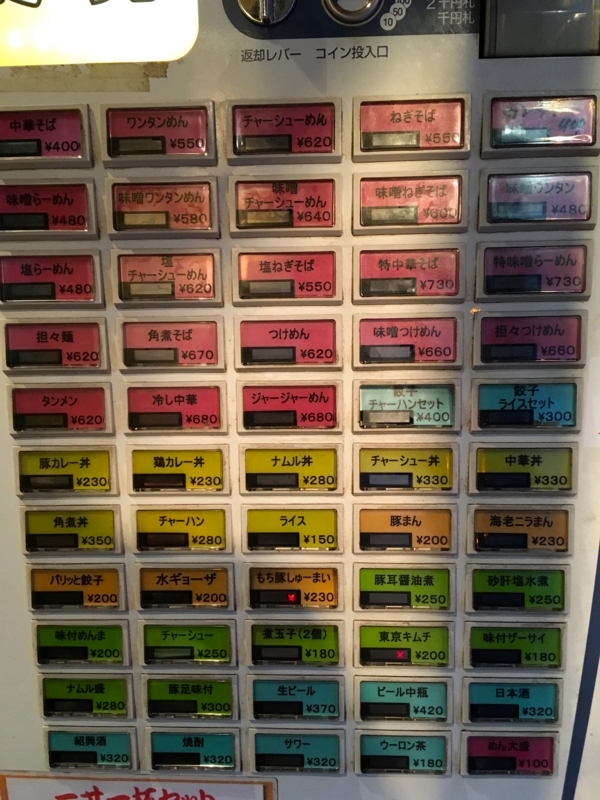 100
50
10
2千円札
千円札
返却レバー コイン投入口
中華そば
¥400
ワンタンめん
¥550
チャーシューめん
¥620
ねぎそば
¥550
400
味噌らーめん
¥480
味噌ワンタンめん
¥580
味噌
チャーシューめん
¥640
味噌ねぎそば
¥600
味噌ワンタン
¥480
塩らーめん
¥480
塩
チャーシューめん
¥620
塩ねぎそば
¥550
特中華そば
¥730
特味噌らーめん
¥730
担々麺
¥620
角煮そば
¥670
つけめん
¥620
味噌つけめん
¥660
担々つけめん
¥660
タンメン
¥620
冷し中華
¥680
ジャージャーめん
¥680
餃子
チャーハンセット
¥400
餃子
ライスセット
¥300
豚カレー丼
¥230
鶏カレー丼
¥230
ナムル丼
¥280
チャーシュー丼
¥330
中華丼
¥330
角煮丼
¥350
チャーハン
¥280
ライス
¥150
豚まん
¥200
海老ニラまん
¥230
パリッと餃子
¥200
水ギョーザ
¥200
もち豚しゅーまい
¥230
豚耳醤油煮
¥250
砂肝塩水煮
¥250
味付めんま
¥200
チャーシュー
¥250
煮玉子(2個)
¥180
東京キムチ
¥200
味付ザーサイ
¥180
ナムル盛
¥280
豚足味付
¥300
生ビール
¥370
ビール中瓶
¥420
日本酒
¥320
紹興酒
¥320
焼酎
¥320
サワー
¥320
ウーロン茶
¥180
めん大盛
¥100